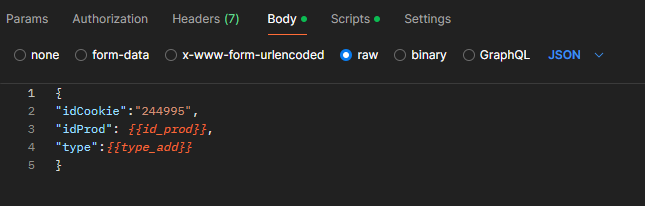 Params Authorization Headers (7) Body Scripts Settings
none form-data x-www-form-urlencoded raw binary GraphQL JSON
1 {
2 "idCookie":"244995",
3 "idProd": {{id_prod}},
4 "type":{{type_add}}
5 }